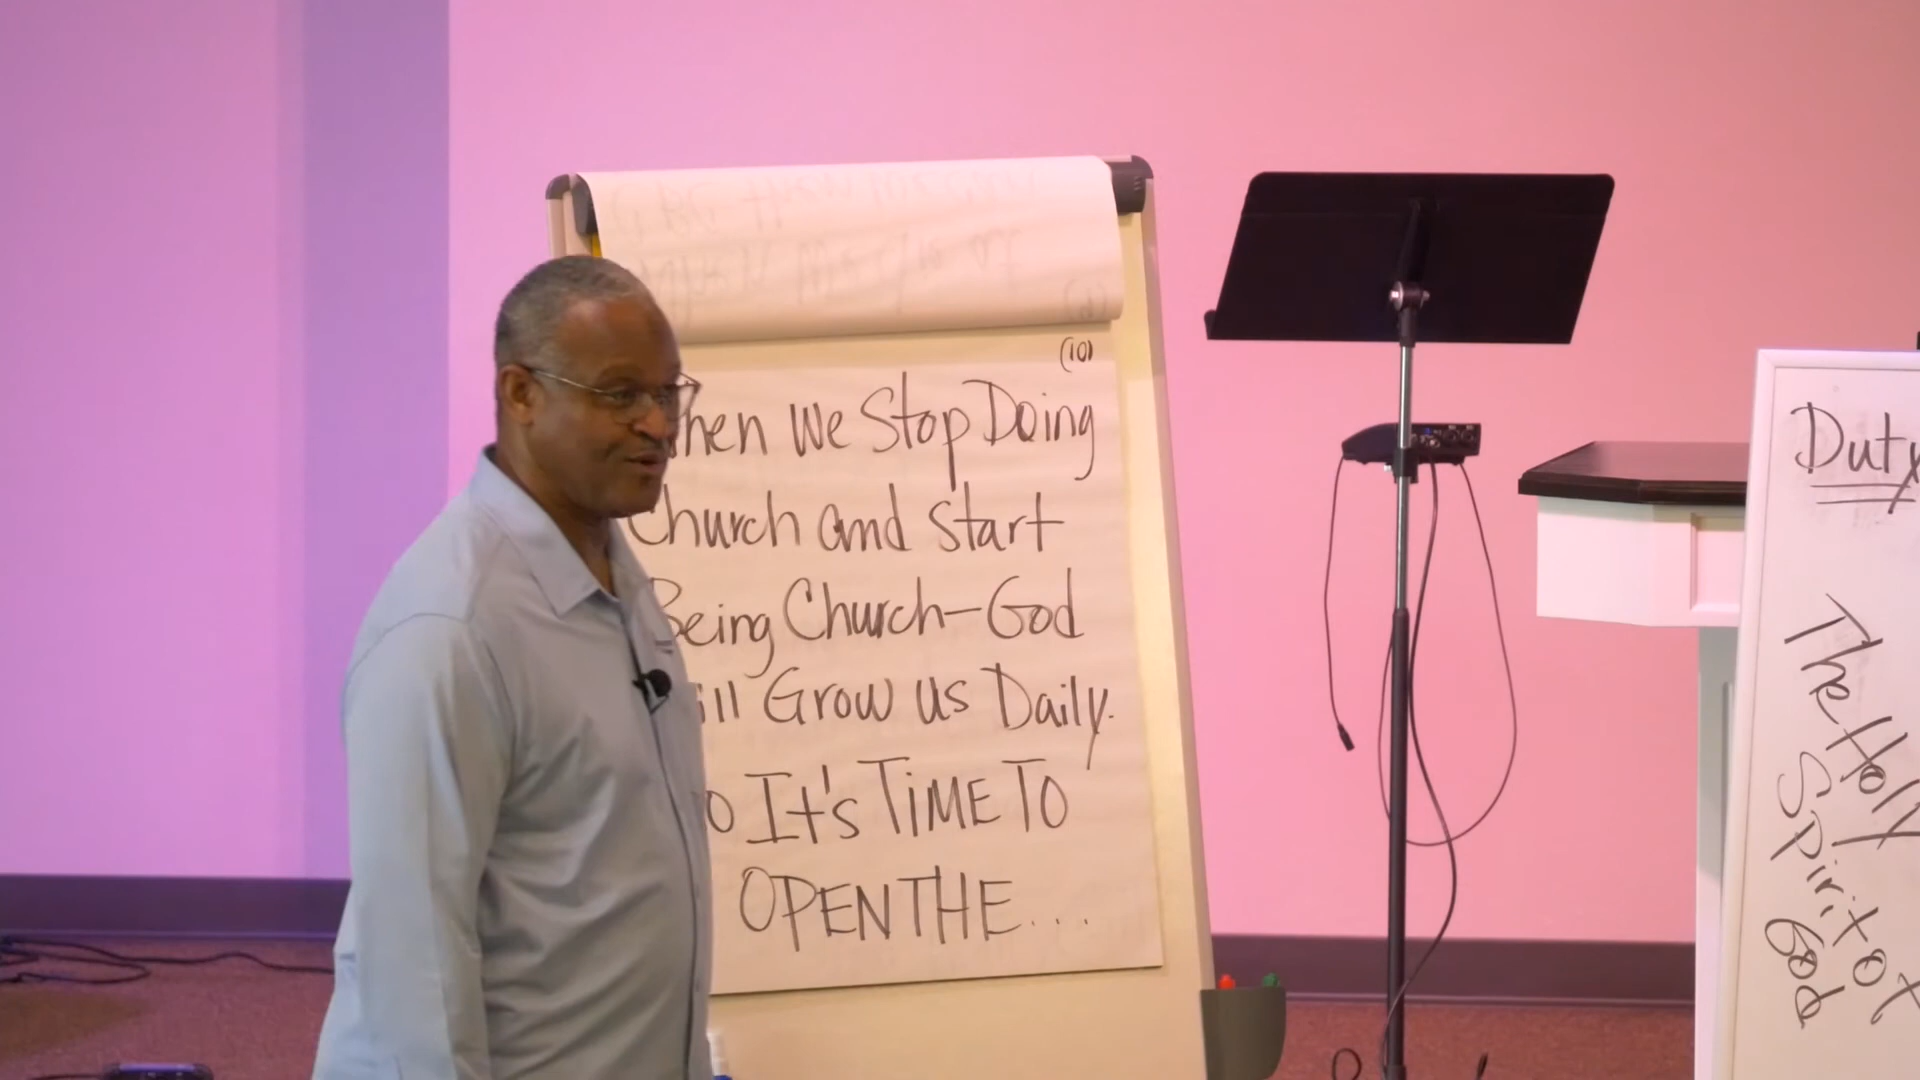 (10)
hen We Stop Doing
Church and Start
Being Church-God
ill Grow us Daily.
o It's TIME TO
OPEN THE...
Duty
The Holy
Spirit of
God